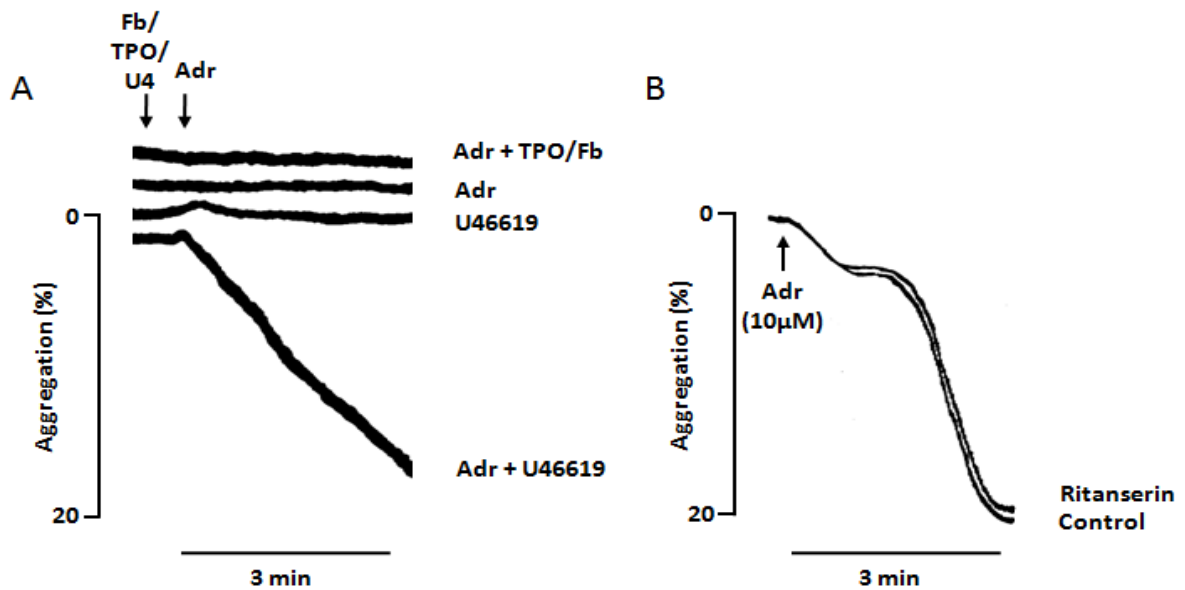 A
Fb/
TPO/
U4
Adr
Adr + TPO/Fb
Adr
U46619
Adr + U46619
0
20
Aggregation (%)
3 min
B
0
20
Aggregation (%)
Adr
(10µM)
Ritanserin
Control
3 min